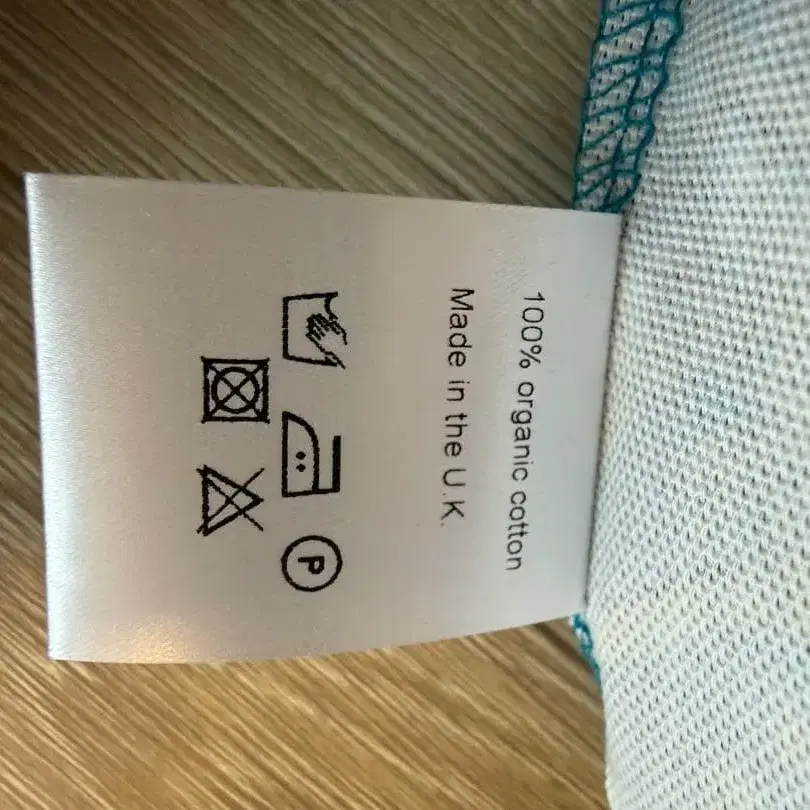 100% organic cotton
Made in the U.K.
P